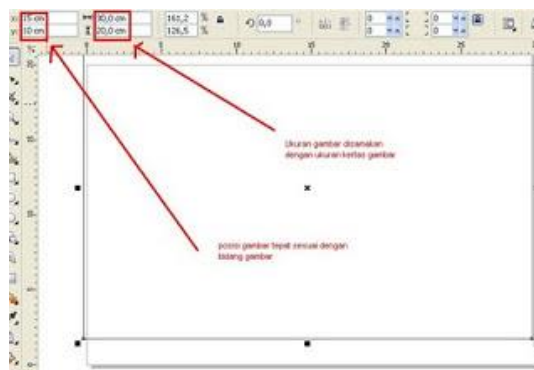 x: 15 cm 30,0 cm 161,2 % 0,0
y: 10 cm 20,0 cm 126,5 %
Ukuran gambar disamakan
dengan ukuran kertas gambar
posisi gambar tepat sesuai dengan
bidang gambar